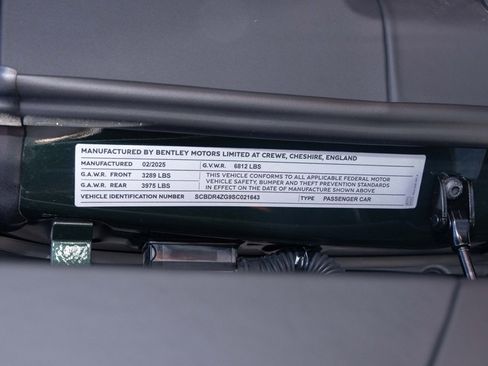 MANUFACTURED BY BENTLEY MOTORS LIMITED AT CREWE, CHESHIRE, ENGLAND
MANUFACTURED 02/2025 G.V.W.R. 6812 LBS
G.A.W.R. FRONT 3289 LBS THIS VEHICLE CONFORMS TO ALL APPLICABLE FEDERAL MOTOR
G.A.W.R. REAR 3975 LBS VEHICLE SAFETY, BUMPER AND THEFT PREVENTION STANDARDS
IN EFFECT ON THE DATE OF MANUFACTURE SHOWN ABOVE
VEHICLE IDENTIFICATION NUMBER SCBDR4ZG9SC021643 TYPE PASSENGER CAR